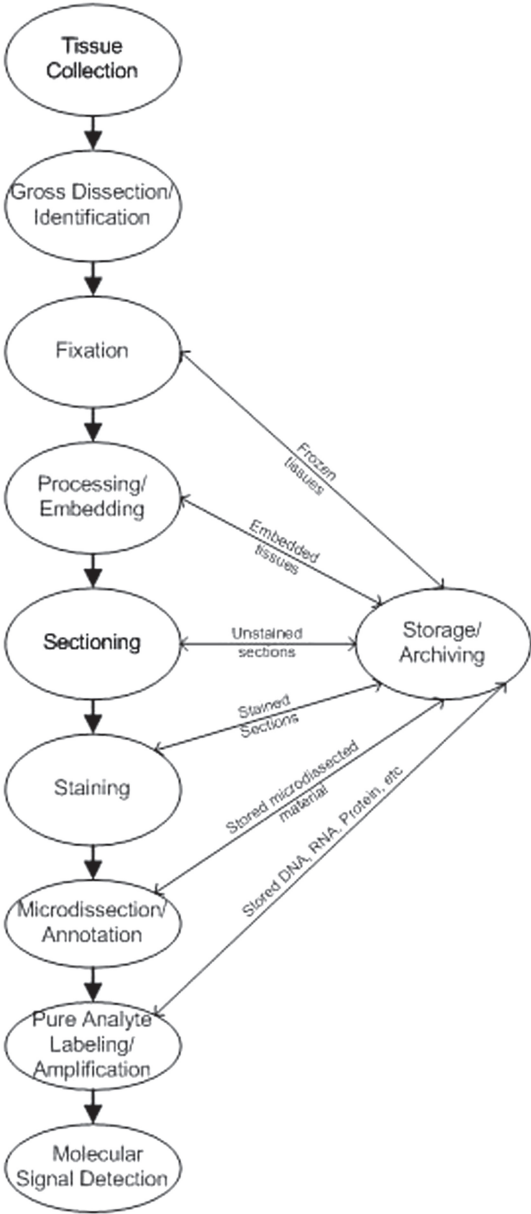 Tissue
Collection
Gross Dissection/
Identification
Fixation
Frozen
tissues
Processing/
Embedding
Embedded
tissues
Sectioning
Unstained
sections
Storage/
Archiving
Stained
Sections
Staining
Stored microdissected
material
Stored DNA, RNA, Protein, etc
Microdissection/
Annotation
Pure Analyte
Labeling/
Amplification
Molecular
Signal Detection